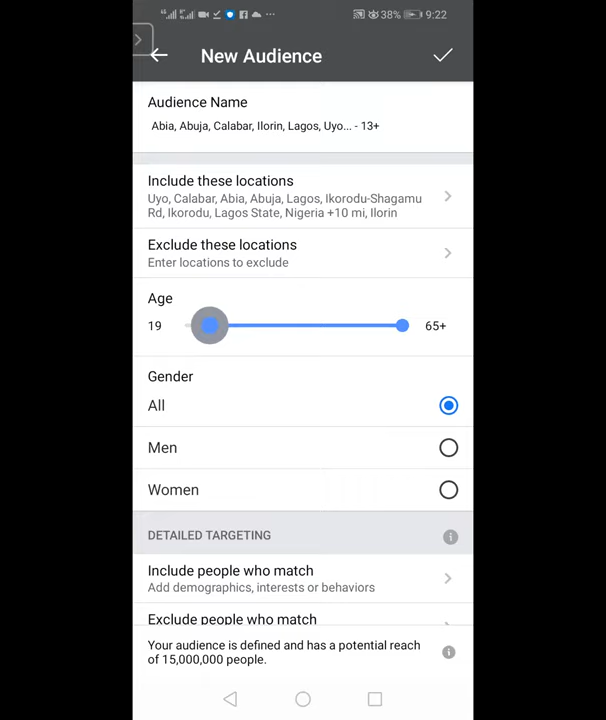 38% 9:22
New Audience
Audience Name
Abia, Abuja, Calabar, Ilorin, Lagos, Uyo... - 13+
Include these locations
Uyo, Calabar, Abia, Abuja, Lagos, Ikorodu-Shagamu
Rd, Ikorodu, Lagos State, Nigeria +10 mi, Ilorin
Exclude these locations
Enter locations to exclude
Age
19 65+
Gender
All
Men
Women
DETAILED TARGETING
Include people who match
Add demographics, interests or behaviors
Exclude people who match
Your audience is defined and has a potential reach
of 15,000,000 people.